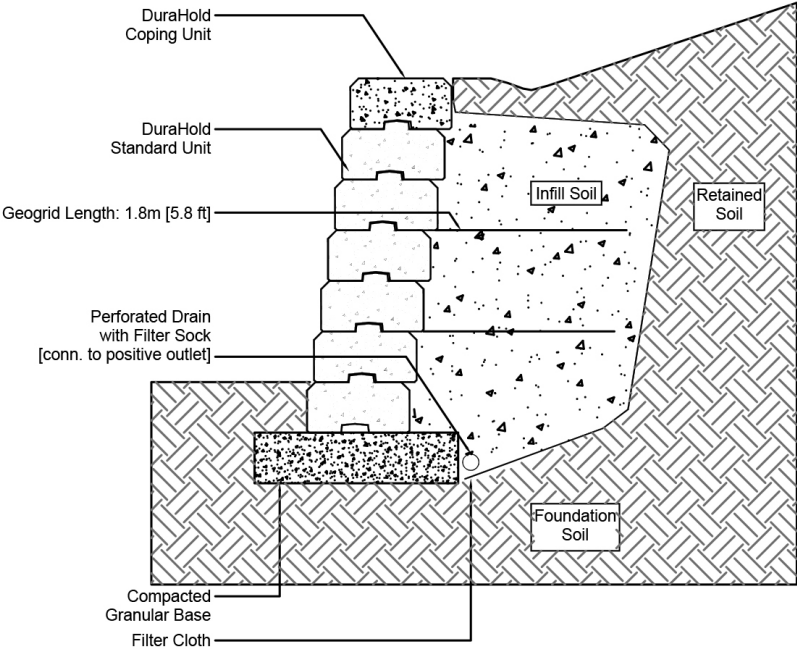 DuraHold
Coping Unit
DuraHold
Standard Unit
Infill Soil
Retained
Soil
Geogrid Length: 1.8m [5.8 ft]
Perforated Drain
with Filter Sock
[conn. to positive outlet]
Foundation
Soil
Compacted
Granular Base
Filter Cloth